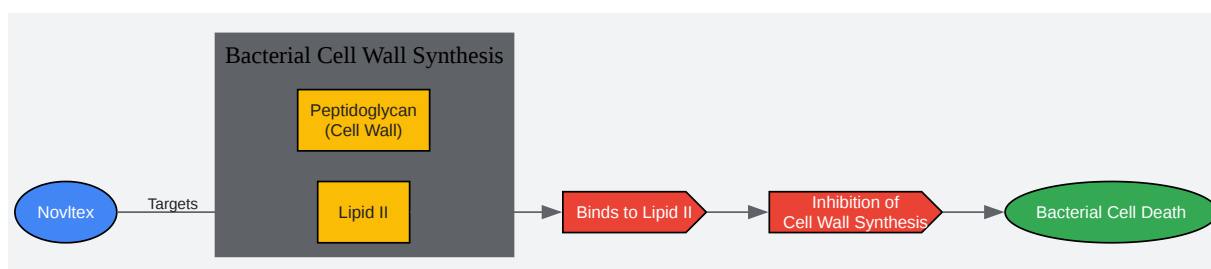 Bacterial Cell Wall Synthesis
Peptidoglycan
(Cell Wall)
Novltex
Targets
Lipid II
Binds to Lipid II
Inhibition of
Cell Wall Synthesis
Bacterial Cell Death